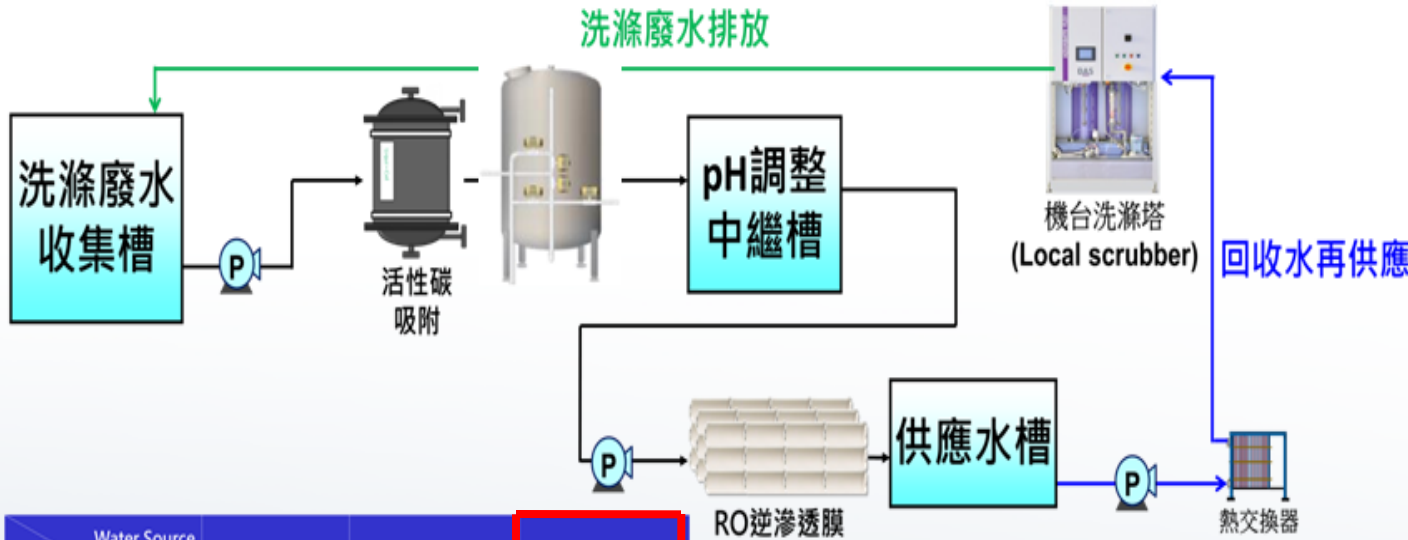 洗滌廢水排放
洗滌廢水
收集槽
P
活性碳
吸附
pH調整
中繼槽
機台洗滌塔
(Local scrubber)
回收水再供應
P
RO逆滲透膜
供應水槽
P
熱交換器
Water Source